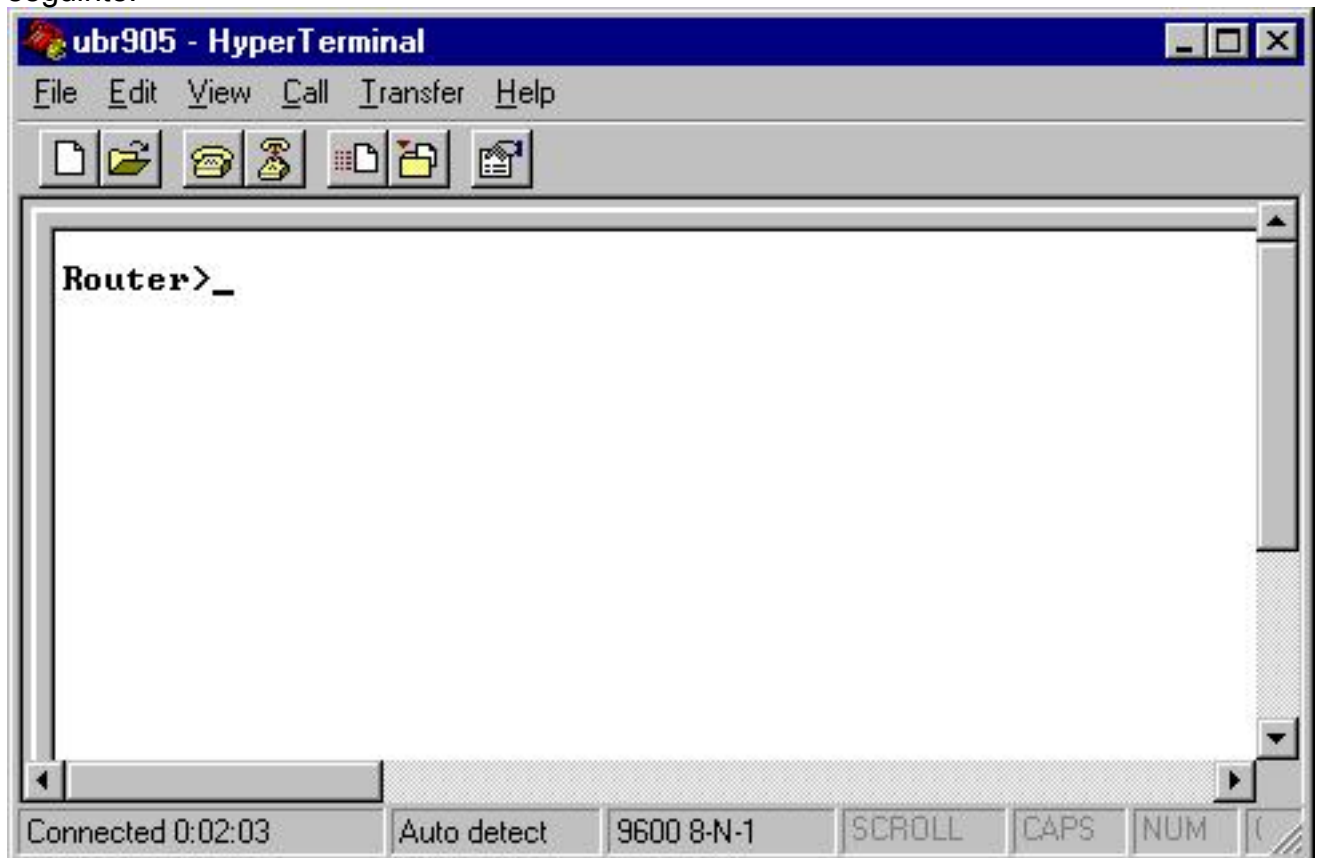 seguinte:
ubr905 - HyperTerminal
File Edit View Call Transfer Help
Router>_
Connected 0:02:03 Auto detect 9600 8-N-1 SCROLL CAPS NUM